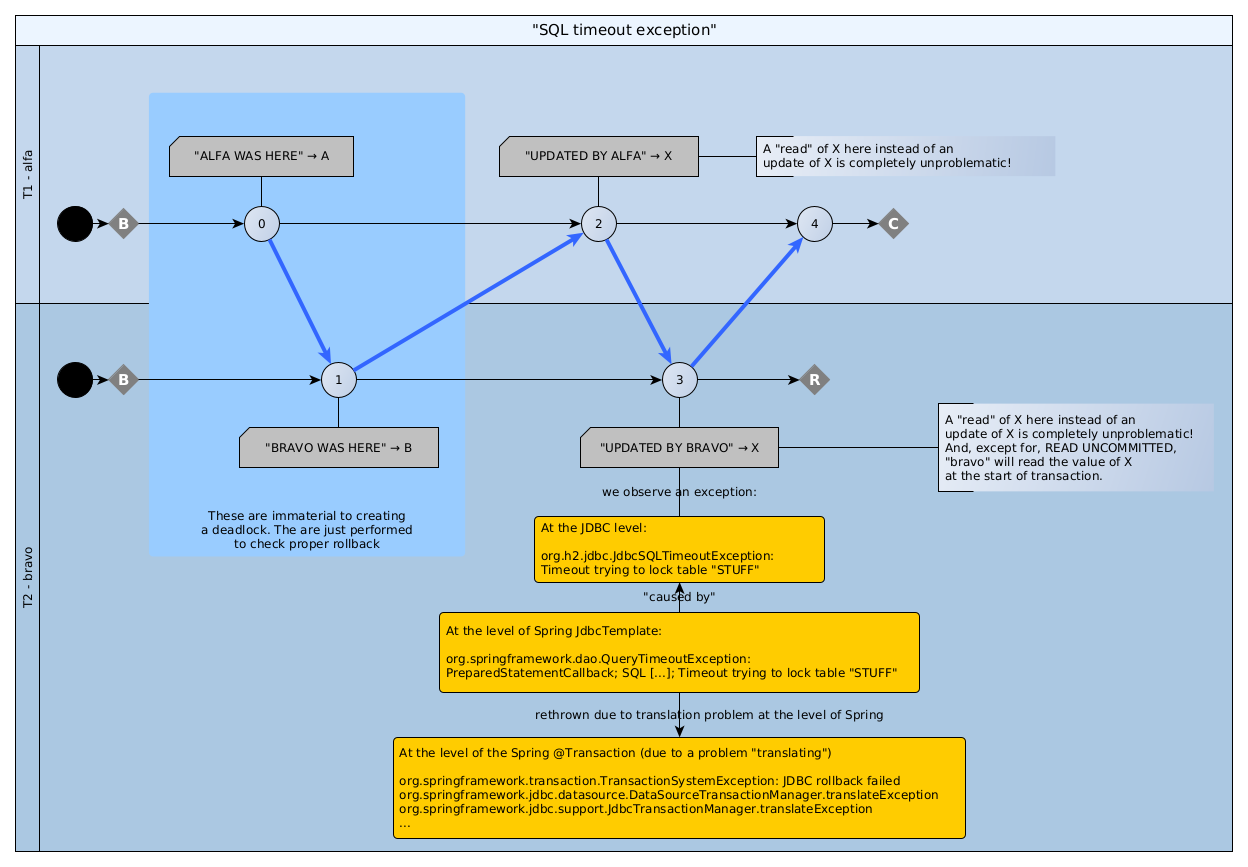 "SQL timeout exception"
T1 - alfa
"ALFA WAS HERE" → A
"UPDATED BY ALFA" → X
A "read" of X here instead of an
update of X is completely unproblematic!
B
0
2
4
C
T2 - bravo
B
1
3
R
"BRAVO WAS HERE" → B
"UPDATED BY BRAVO" → X
A "read" of X here instead of an
update of X is completely unproblematic!
And, except for, READ UNCOMMITTED,
"bravo" will read the value of X
at the start of transaction.
These are immaterial to creating
a deadlock. The are just performed
to check proper rollback
we observe an exception:
At the JDBC level:
org.h2.jdbc.JdbcSQLTimeoutException:
Timeout trying to lock table "STUFF"
"caused by"
At the level of Spring JdbcTemplate:
org.springframework.dao.QueryTimeoutException:
PreparedStatementCallback; SQL [...]; Timeout trying to lock table "STUFF"
rethrown due to translation problem at the level of Spring
At the level of the Spring @Transaction (due to a problem "translating")
org.springframework.transaction.TransactionSystemException: JDBC rollback failed
org.springframework.jdbc.datasource.DataSourceTransactionManager.translateException
org.springframework.jdbc.support.JdbcTransactionManager.translateException
...